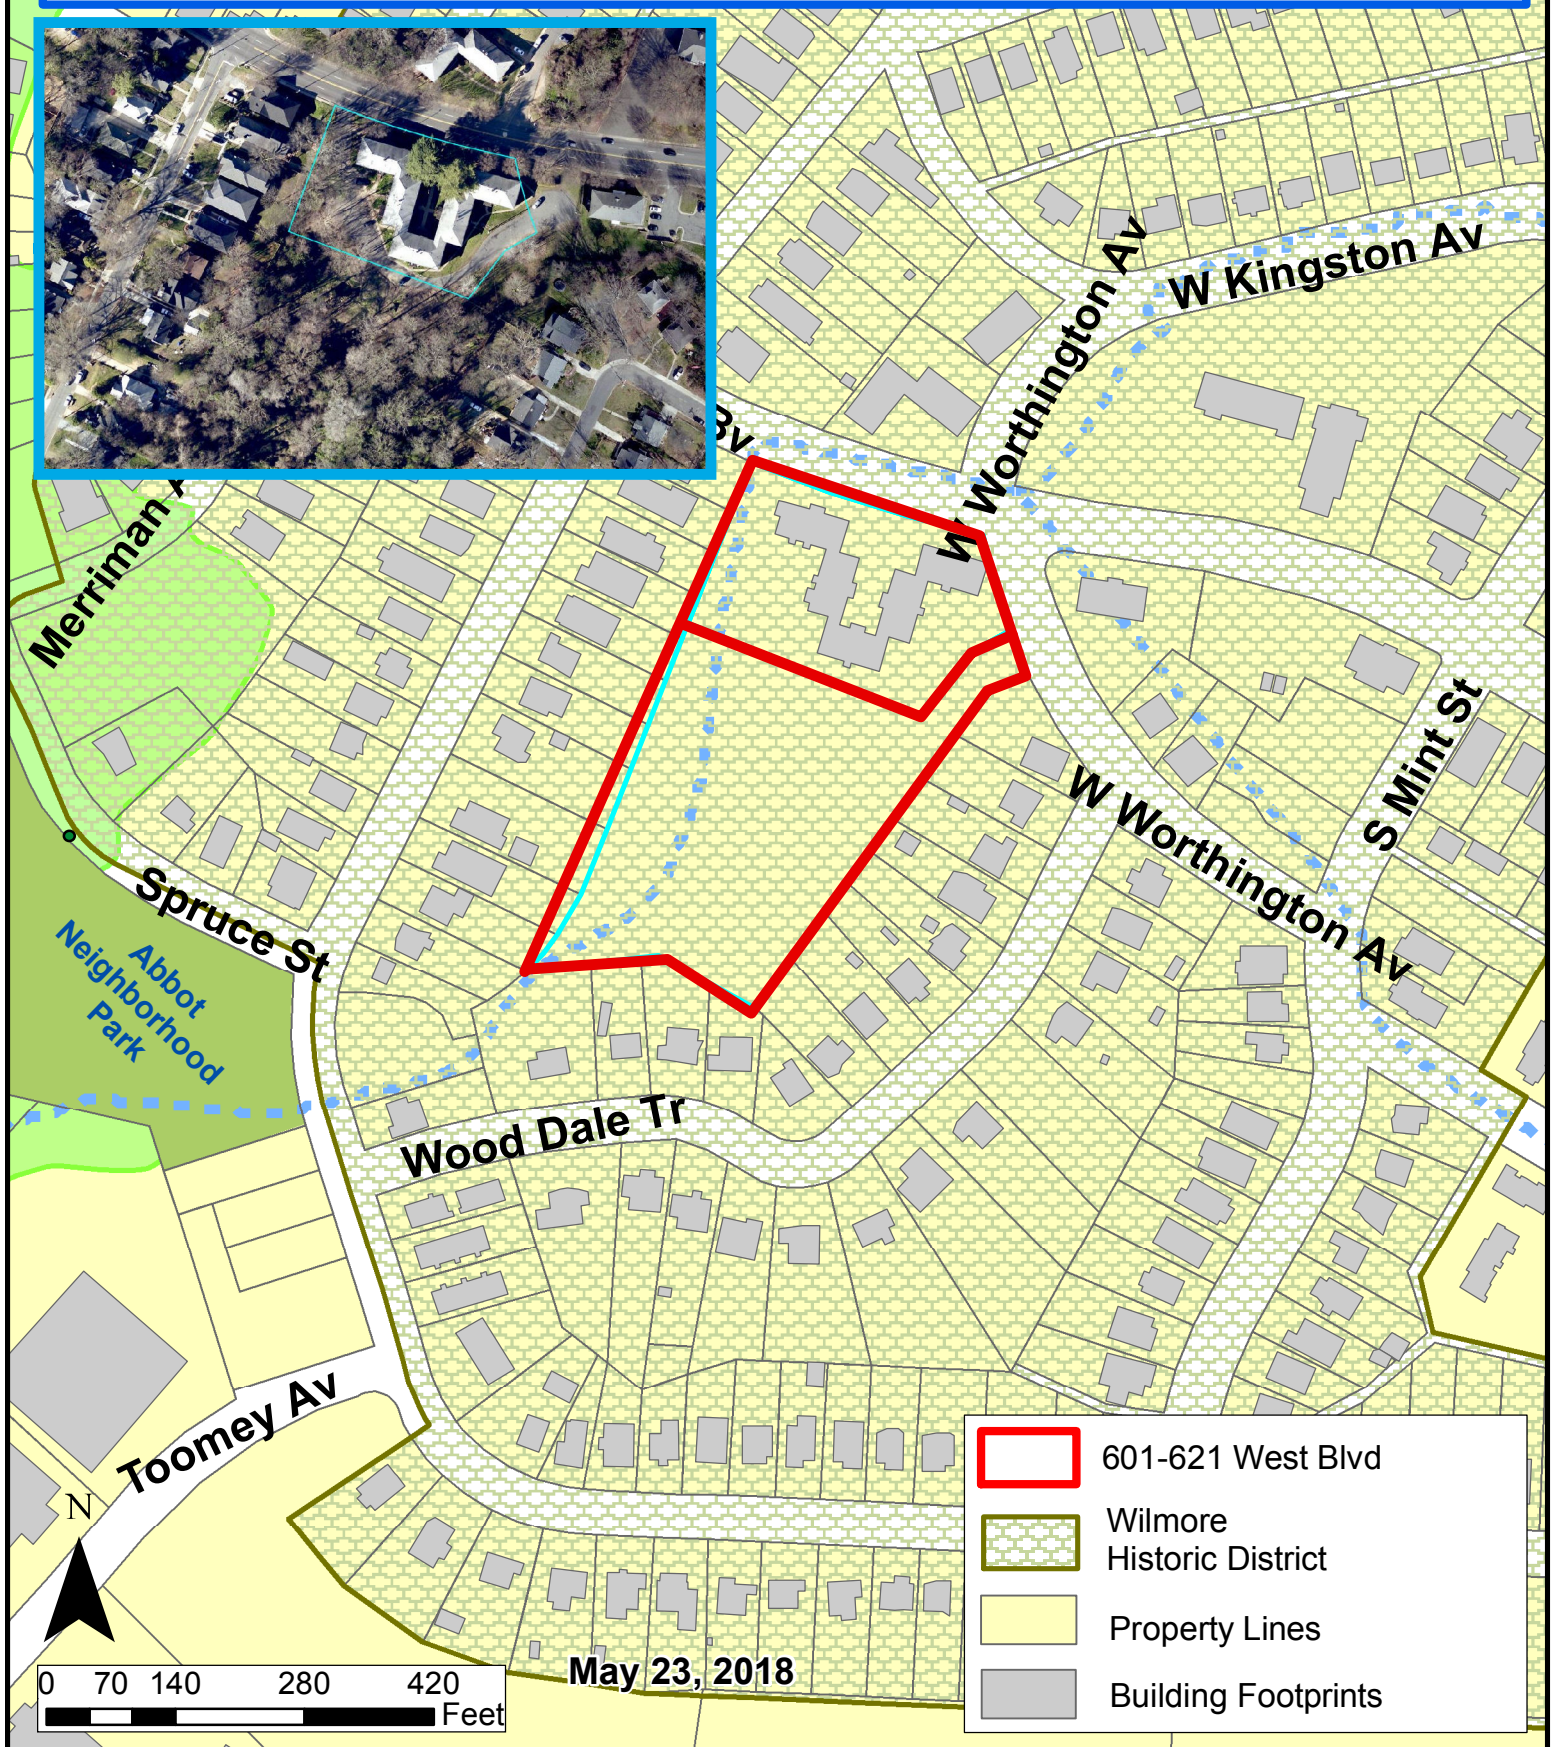 W Kingston Av
W Worthington Av
Bv
Merriman
S Mint St
W Worthington Av
Spruce St
Abbot
Neighborhood
Park
Wood Dale Tr
Toomey Av
N
601-621 West Blvd
Wilmore
Historic District
Property Lines
Building Footprints
May 23, 2018
0 70 140 280 420
Feet